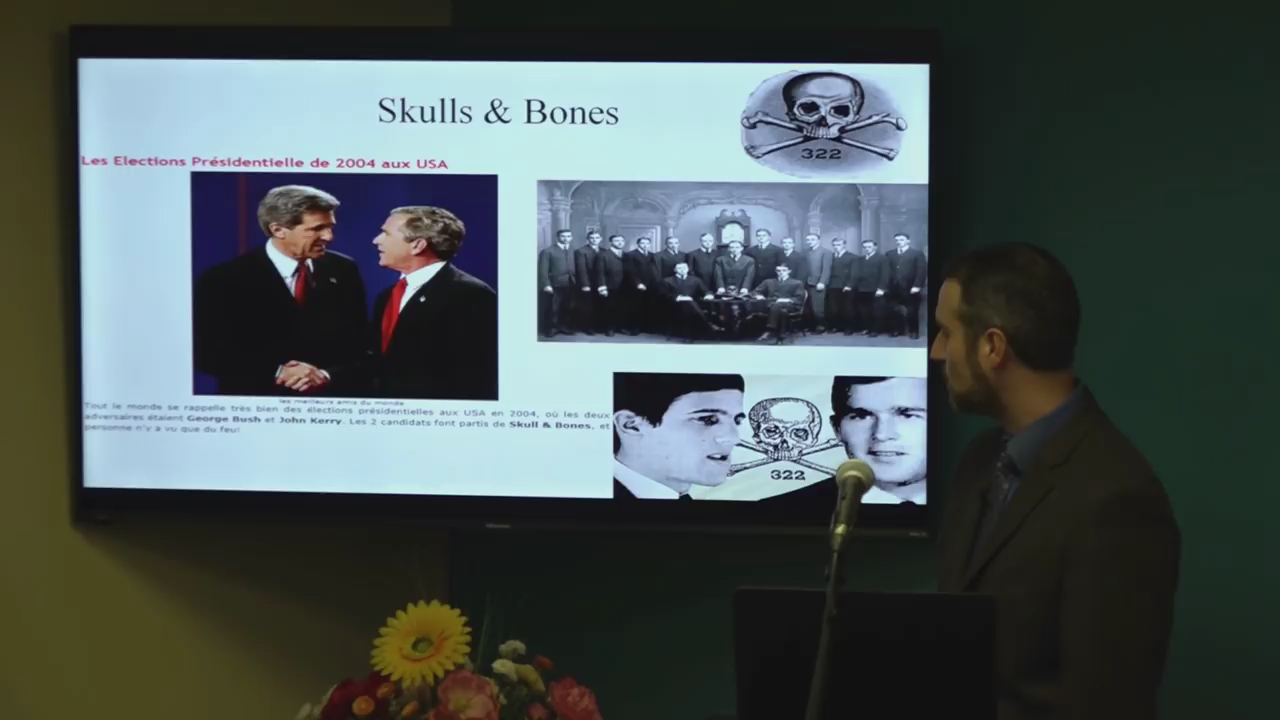 Skulls & Bones
322
Les Elections Présidentielle de 2004 aux USA
les meilleurs amis du monde
Tout le monde se rappelle très bien des élections présidentielles aux USA en 2004, où les deux
adversaires étaient George Bush et John Kerry. Les 2 candidats font partis de Skull & Bones, et
personne n'y a vu que du feu!
322